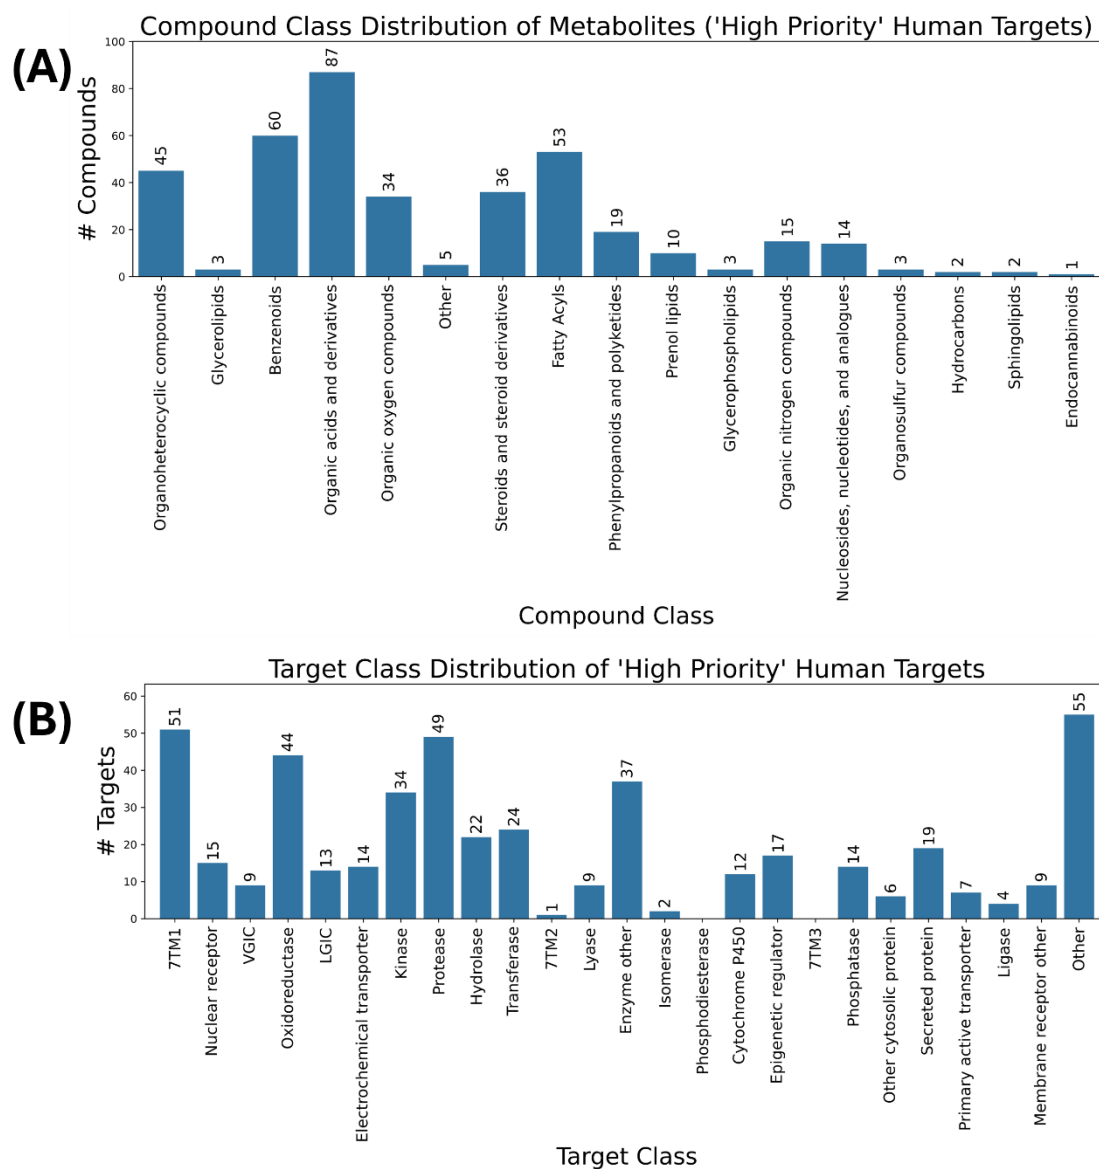 Compound Class Distribution of Metabolites ('High Priority' Human Targets)
(A)
# Compounds
100
80
60
40
20
0
45
3
60
87
34
5
36
53
19
10
3
15
14
3
2
2
1
Organoheterocyclic compounds
Glycerolipids
Benzenoids
Organic acids and derivatives
Organic oxygen compounds
Other
Steroids and steroid derivatives
Fatty Acyls
Phenylpropanoids and polyketides
Prenol lipids
Glycerophospholipids
Organic nitrogen compounds
Nucleosides, nucleotides, and analogues
Organosulfur compounds
Hydrocarbons
Sphingolipids
Endocannabinoids
Compound Class
Target Class Distribution of 'High Priority' Human Targets
(B)
# Targets
60
50
40
30
20
10
0
51
15
9
44
13
14
34
49
22
24
1
9
37
2
12
17
14
6
19
7
4
9
55
7TM1
Nuclear receptor
VGIC
Oxidoreductase
LGIC
Electrochemical transporter
Kinase
Protease
Hydrolase
Transferase
7TM2
Lyase
Enzyme other
Isomerase
Phosphodiesterase
Cytochrome P450
Epigenetic regulator
7TM3
Phosphatase
Other cytosolic protein
Secreted protein
Primary active transporter
Ligase
Membrane receptor other
Other
Target Class